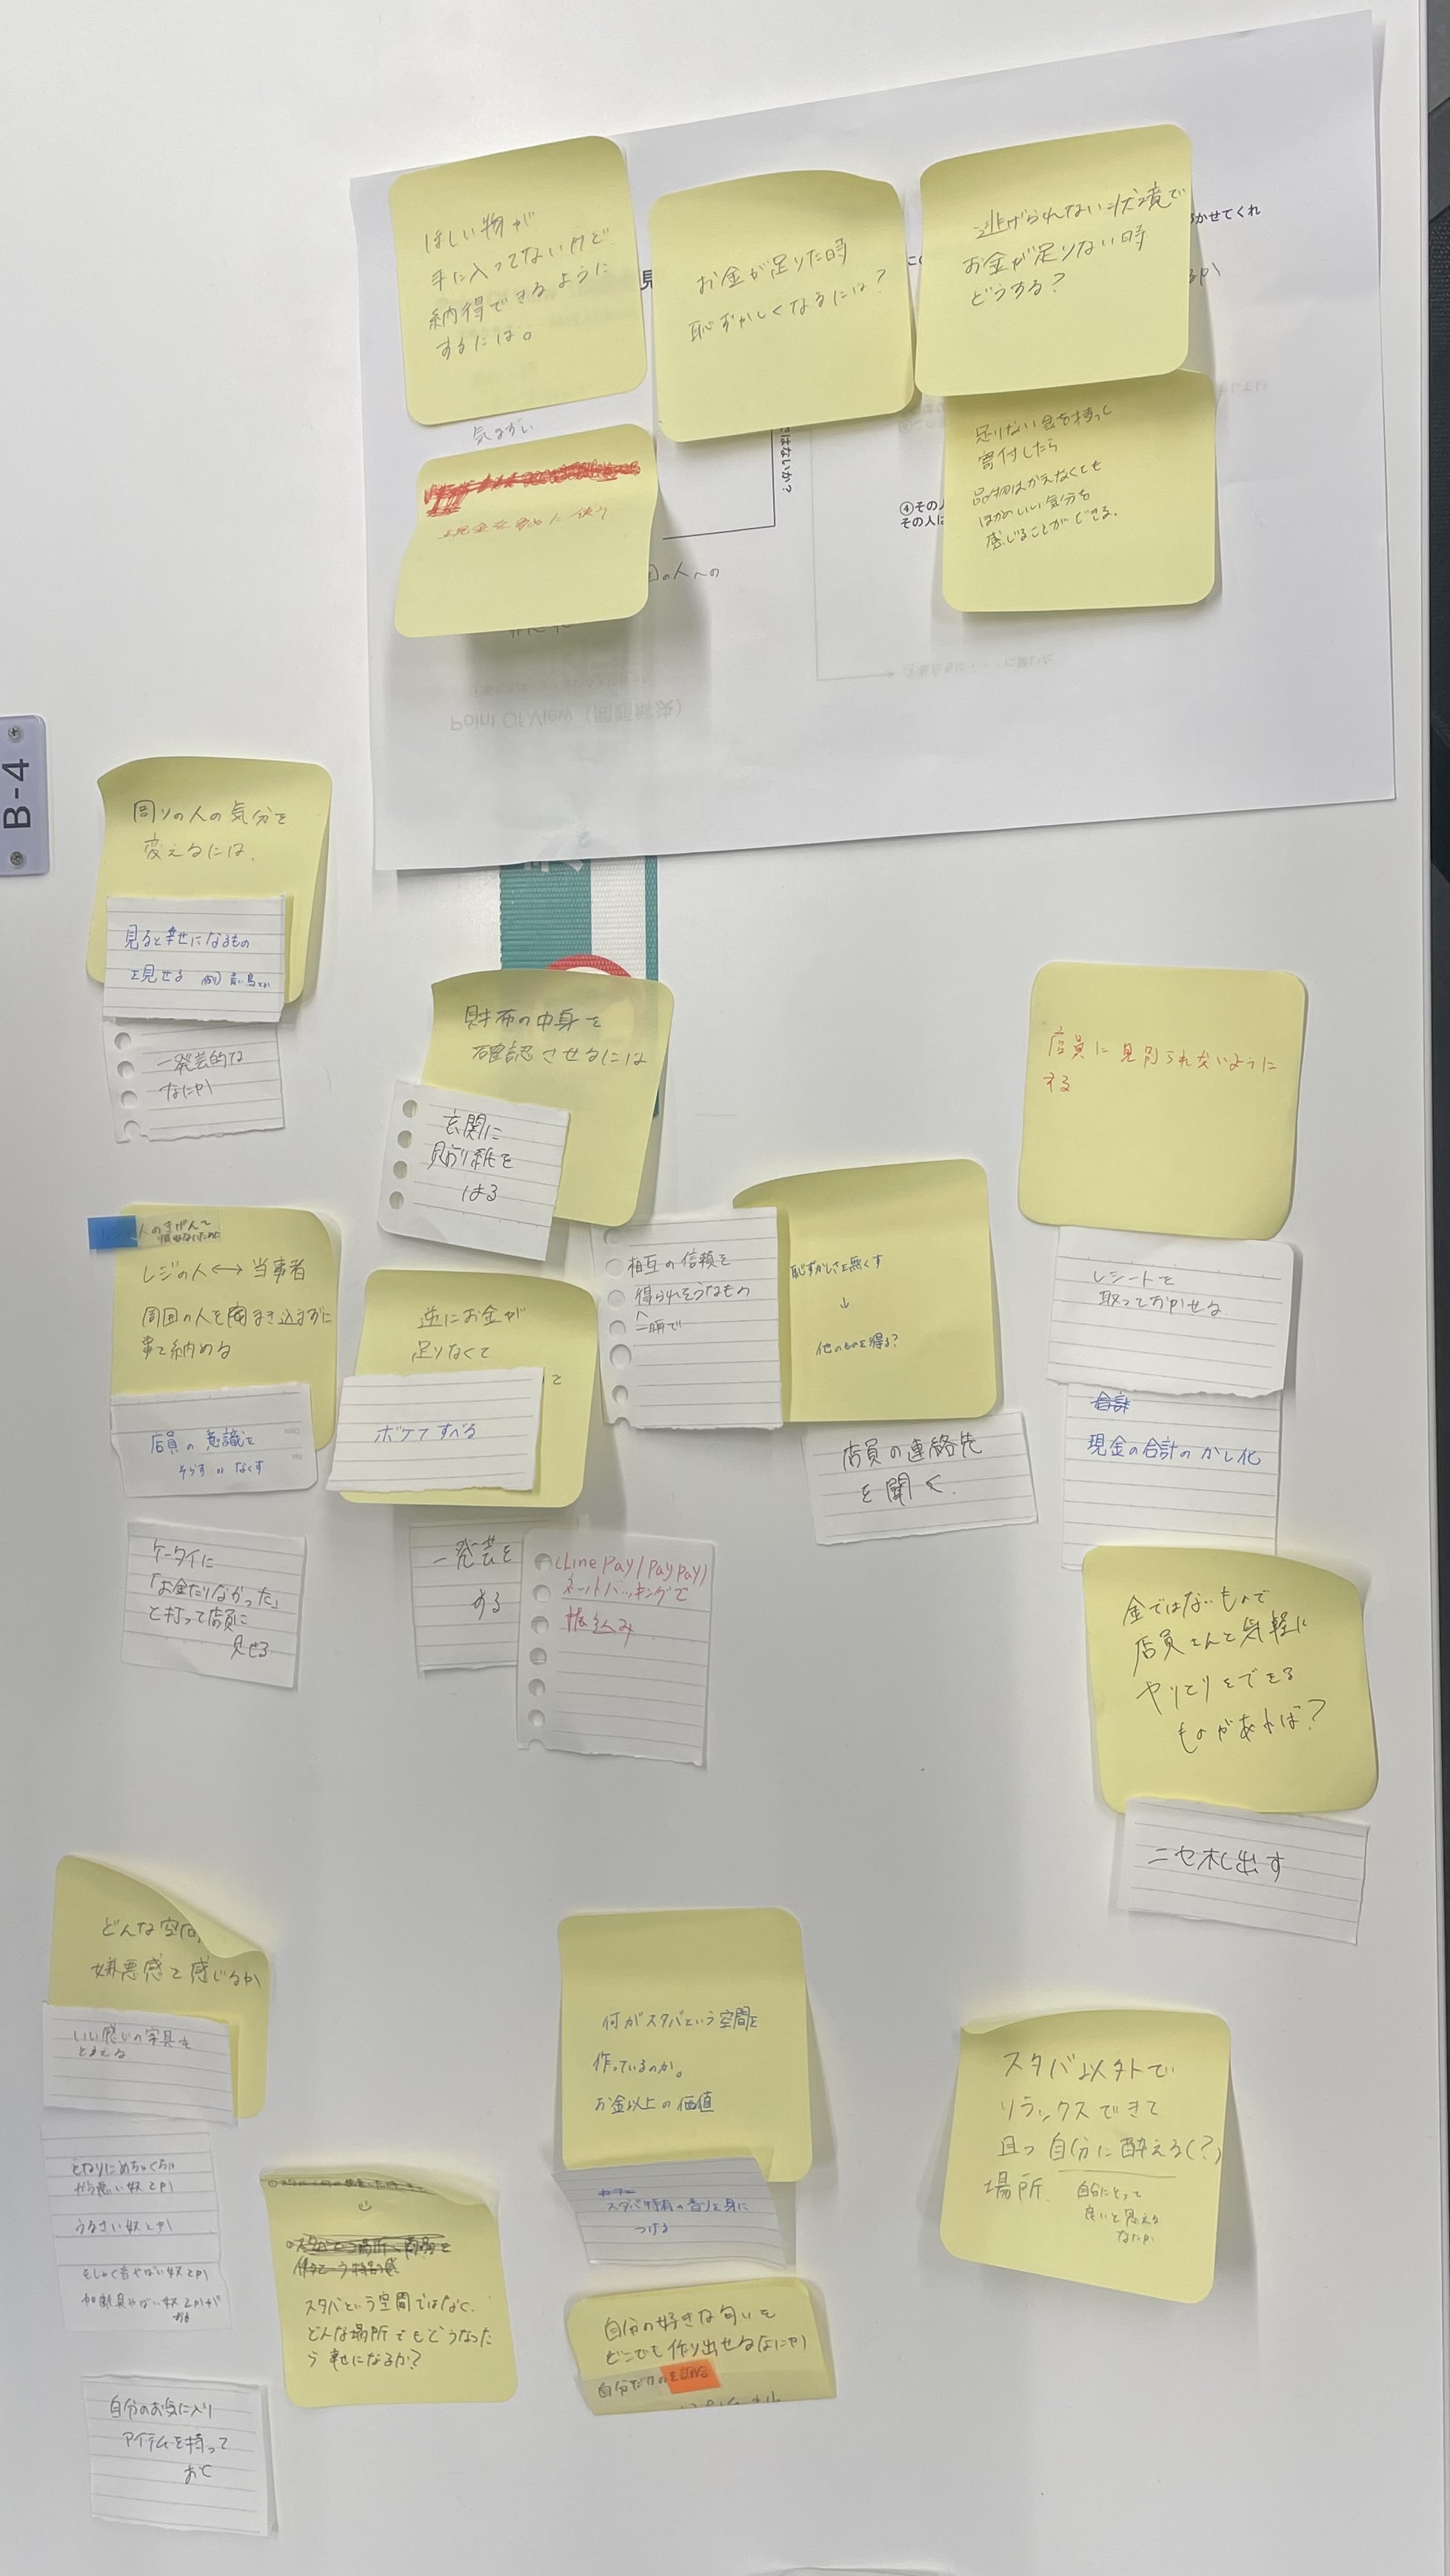 ほしい物が
手に入ってないけど
納得できるように
するには。
お金が足りた時
恥ずかしくなるには?
逃げられない状境で
お金が足りない時
どうする?
かせてくれ
気まずい
現金を
に使う
はないか?
の人への
④その人
その人は
足りない金を持って
寄付したら
品物はかえなくても
ほかのいい気分を
感じることができる.
Point Of View (問題解決)
B-4
周りの人の気分を
変えるには.
見ると幸せになるもの
を見せる 例)青い鳥とか
一発芸的な
なにか
財布の中身を
確認させるには
玄関に
貼り紙を
はる
店員に見別られないように
する
レシートを
取っておかせる
合計
現金の合計のかし化
レジの人⟷当事者
周囲の人を巻き込まずに
事を納める
店員の意識を
そらす or なくす
ケータイに
「お金たりなかった」
と打って店員に
見せる
逆にお金が
足りなくて
と
ボケてすべる
一発芸を
する
(Line pay/pay pay)
ネットバッキングで
振込み
相互の信頼を
得られそうなもの
へ
一瞬で
恥ずかしさを無くす
↓
他のものを得る?
店員の連絡先
を聞く.
金ではないもので
店員さんと気軽に
やりとりをできる
ものがあれば?
ニセ札出す
どんな空間
嫌悪感を感じるか
いい感じの家具を
となりにめちゃくちゃ
がら悪い奴とか
うるさい奴とか
そしゃく音やばい奴とか
加齢臭やばい奴とかが
おる
自分のお気に入り
アイテムを持って
おく
スタバという空間ではなく、
どんな場所でもどうなった
ら幸せになるか?
何がスタバという空間を
作っているのか。
お金以上の価値
スタバ特有の香りを身に
つける
自分の好きな匂いを
どこでも作り出せるなにか
自分だけの
スタバ以外で
リラックスできて
且つ自分に酔える(?)
場所.
自分にとって
良いと思える
なにか